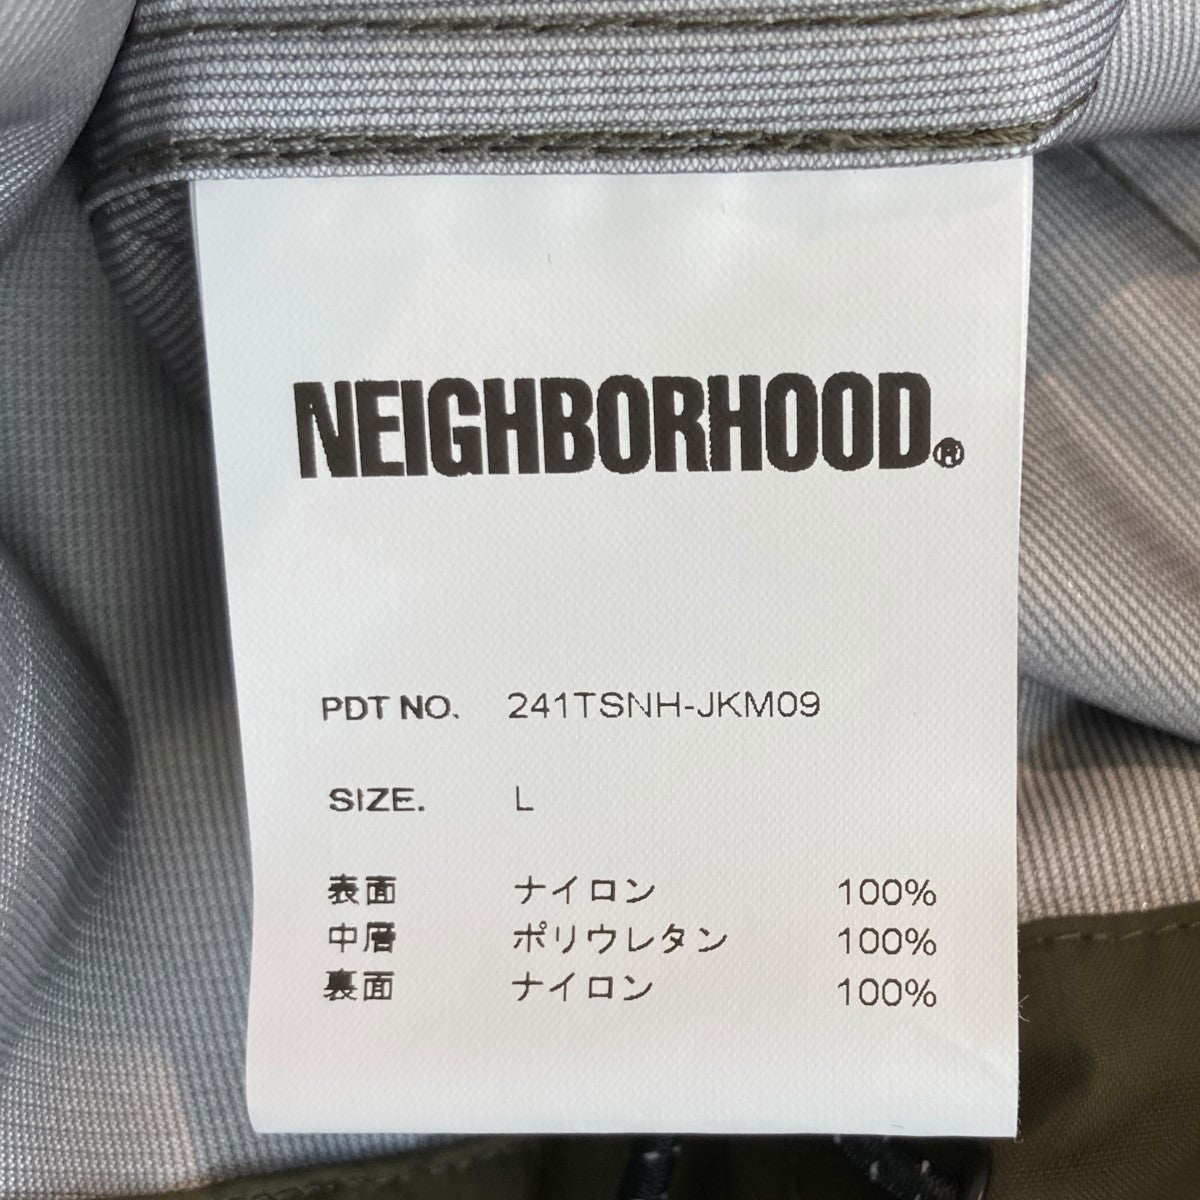 NEIGHBORHOOD®
PDT NO. 241TSNH-JKM09
SIZE. L
表面 ナイロン 100%
中層 ポリウレタン 100%
裏面 ナイロン 100%